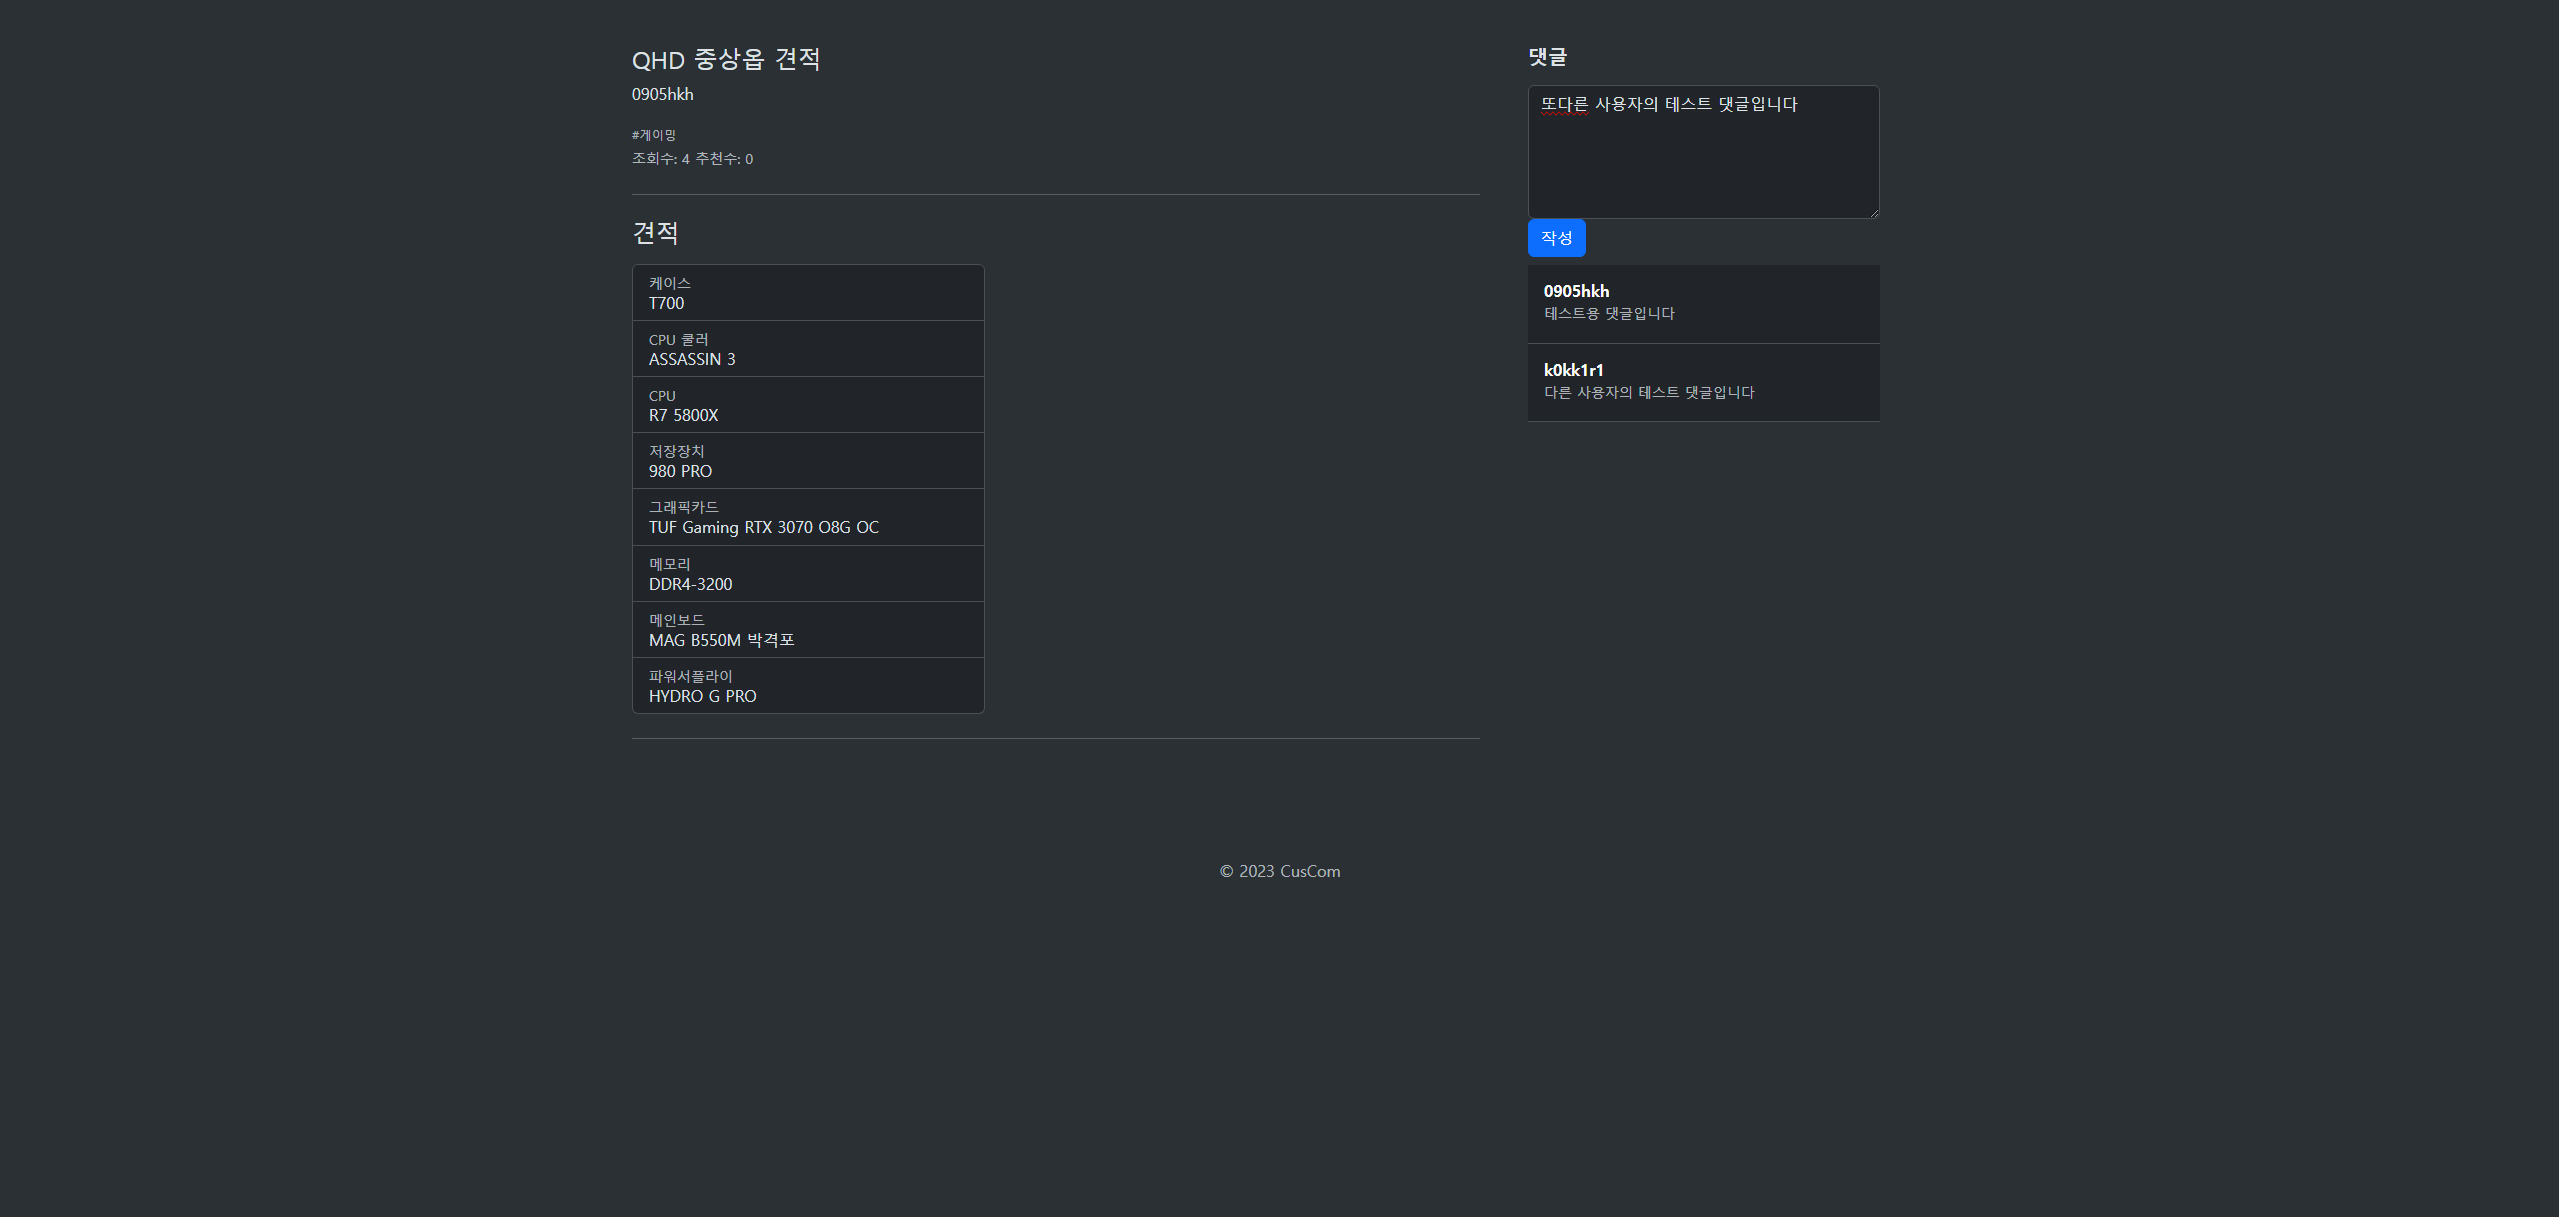 QHD 중상옵 견적
0905hkh
#게이밍
조회수: 4 추천수: 0
견적
케이스
T700
CPU 쿨러
ASSASSIN 3
CPU
R7 5800X
저장장치
980 PRO
그래픽카드
TUF Gaming RTX 3070 O8G OC
메모리
DDR4-3200
메인보드
MAG B550M 박격포
파워서플라이
HYDRO G PRO
댓글
또다른 사용자의 테스트 댓글입니다
작성
0905hkh
테스트용 댓글입니다
k0kk1r1
다른 사용자의 테스트 댓글입니다
© 2023 CusCom